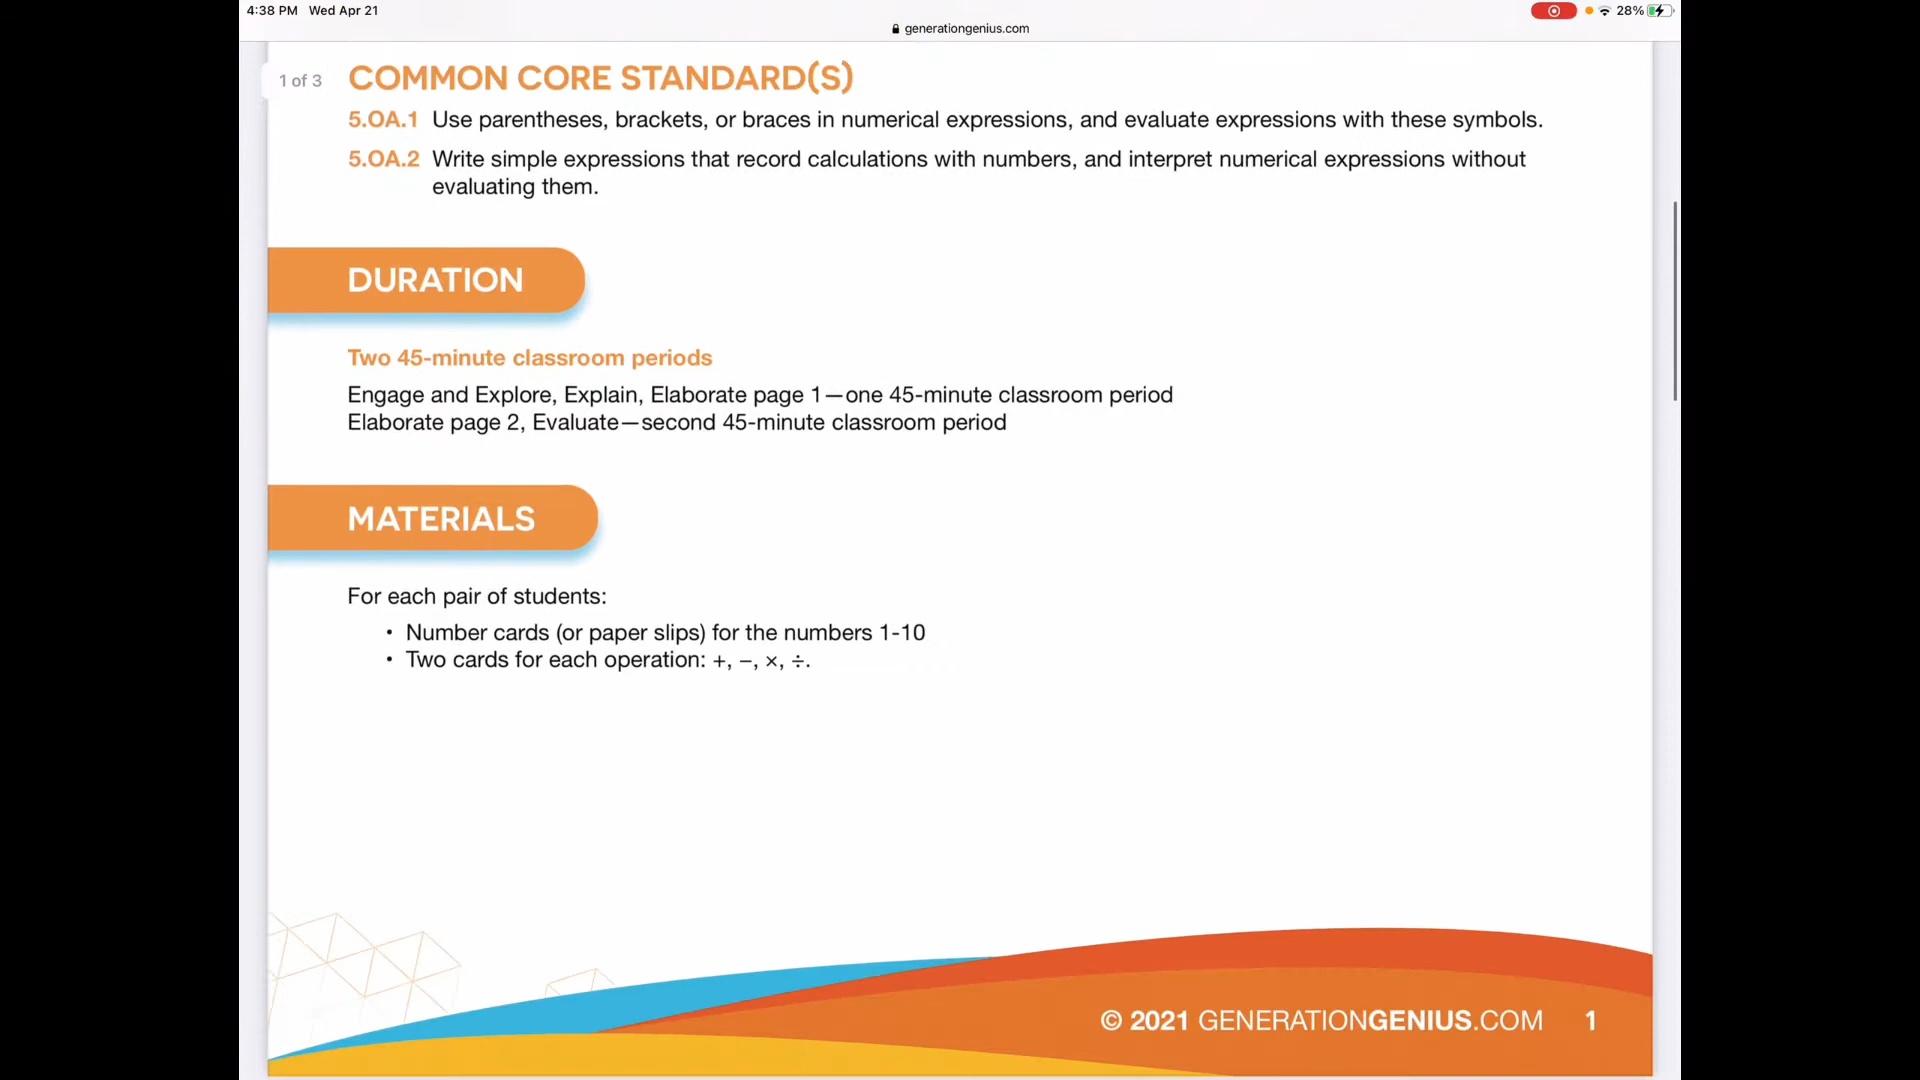 4:38 PM Wed Apr 21
28%
generationgenius.com
1 of 3
COMMON CORE STANDARD(S)
5.OA.1 Use parentheses, brackets, or braces in numerical expressions, and evaluate expressions with these symbols.
5.OA.2 Write simple expressions that record calculations with numbers, and interpret numerical expressions without
evaluating them.
DURATION
Two 45-minute classroom periods
Engage and Explore, Explain, Elaborate page 1—one 45-minute classroom period
Elaborate page 2, Evaluate—second 45-minute classroom period
MATERIALS
For each pair of students:
• Number cards (or paper slips) for the numbers 1-10
• Two cards for each operation: +, −, ×, ÷.
© 2021 GENERATIONGENIUS.COM 1